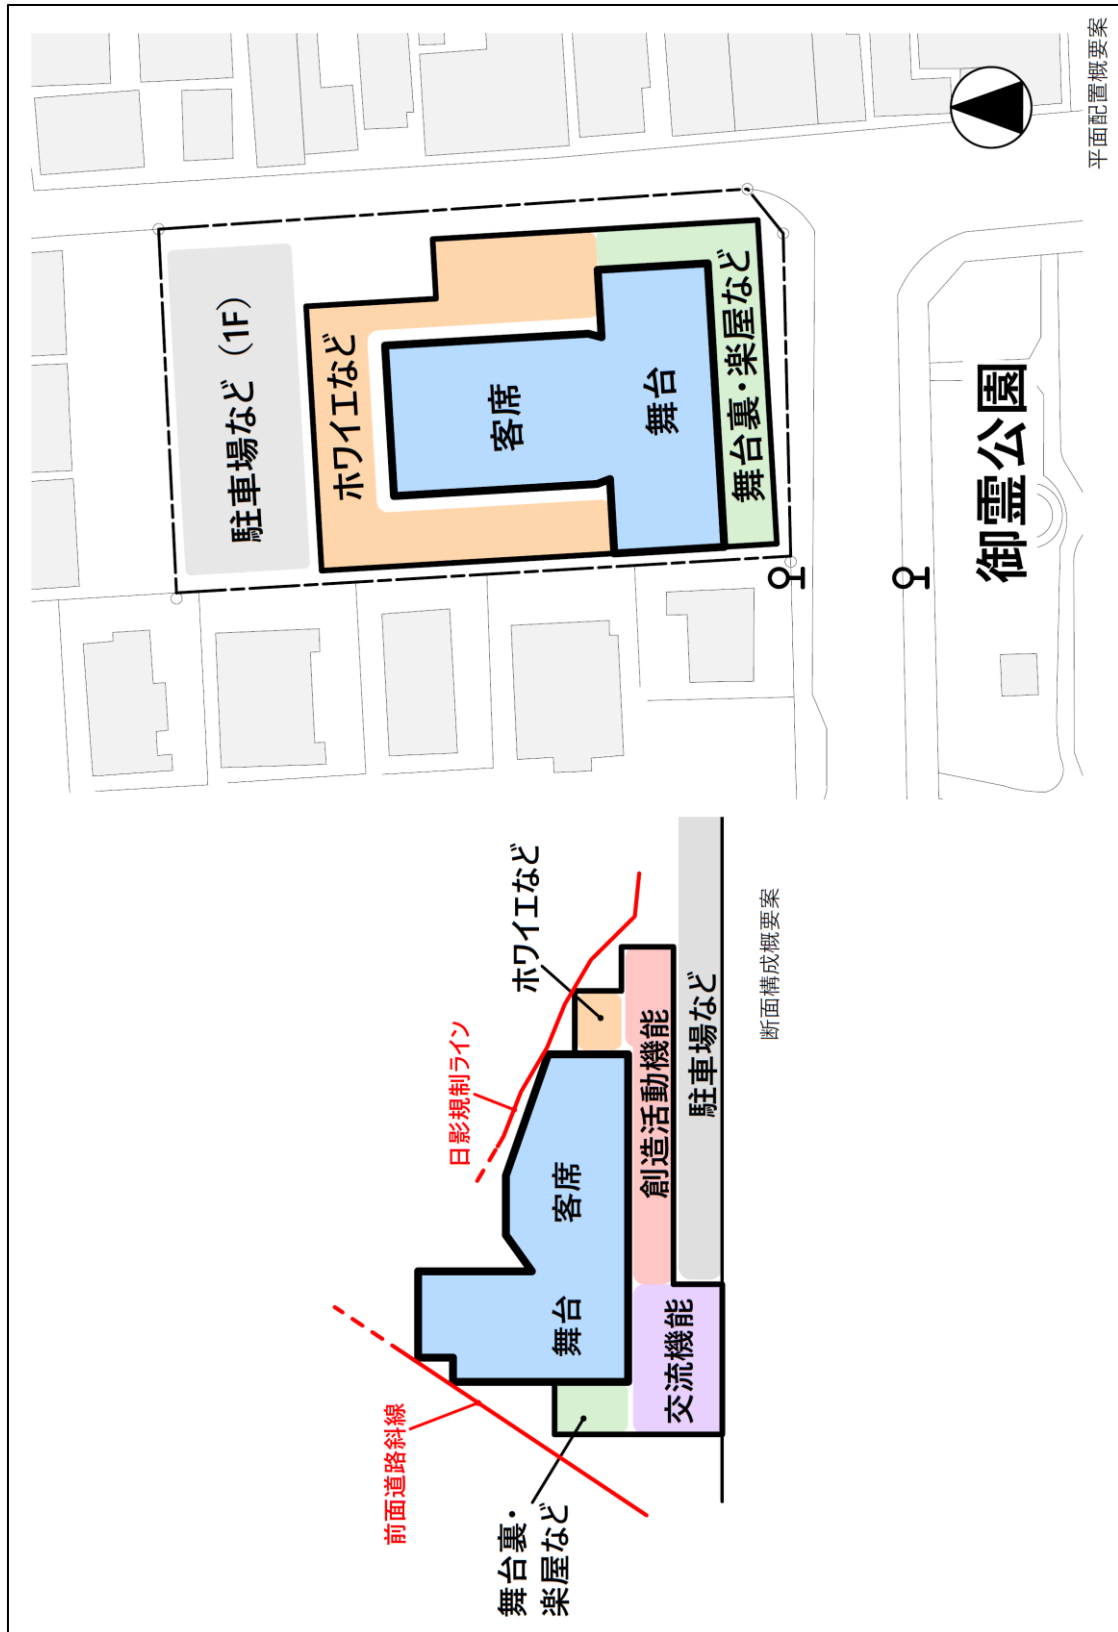 平面配置概要案
駐車場など（1F）
ホワイエなど
客席
舞台
舞台裏・楽屋など
御霊公園
断面構成概要案
前面道路斜線
日影規制ライン
ホワイエなど
舞台裏・
楽屋など
舞台
客席
交流機能
創造活動機能
駐車場など